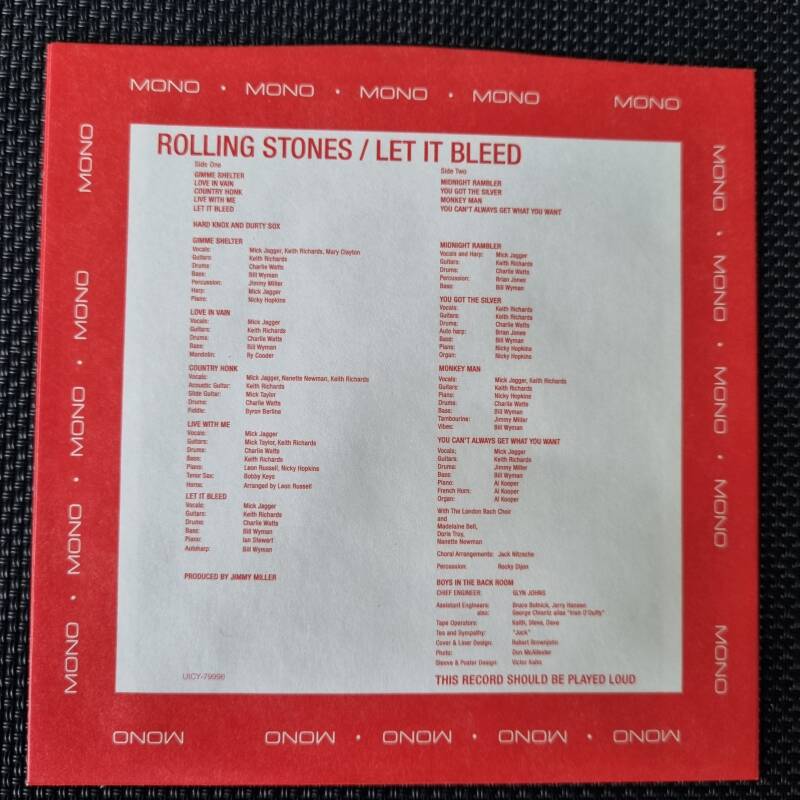 MONO • MONO • MONO • MONO MONO
MONO MONO • MONO • MONO • MONO
MONO • MONO • MONO • MONO MONO
MONO MONO • MONO • MONO • MONO
ROLLING STONES / LET IT BLEED
Side One
GIMME SHELTER
LOVE IN VAIN
COUNTRY HONK
LIVE WITH ME
LET IT BLEED
HARD KNOX AND DURTY SOX
GIMME SHELTER
Vocals: Mick Jagger, Keith Richards, Mary Clayton
Guitars: Keith Richards
Drums: Charlie Watts
Bass: Bill Wyman
Percussion: Jimmy Miller
Harp: Mick Jagger
Piano: Nicky Hopkins
LOVE IN VAIN
Vocals: Mick Jagger
Guitars: Keith Richards
Drums: Charlie Watts
Bass: Bill Wyman
Mandolin: Ry Cooder
COUNTRY HONK
Vocals: Mick Jagger, Nanette Newman, Keith Richards
Acoustic Guitar: Keith Richards
Slide Guitar: Mick Taylor
Drums: Charlie Watts
Fiddle: Byron Berline
LIVE WITH ME
Vocals: Mick Jagger
Guitars: Mick Taylor, Keith Richards
Drums: Charlie Watts
Bass: Keith Richards
Piano: Leon Russell, Nicky Hopkins
Tenor Sax: Bobby Keys
Horns: Arranged by Leon Russell
LET IT BLEED
Vocals: Mick Jagger
Guitars: Keith Richards
Drums: Charlie Watts
Bass: Bill Wyman
Piano: Ian Stewart
Autoharp: Bill Wyman
PRODUCED BY JIMMY MILLER
UICY-79996
Side Two
MIDNIGHT RAMBLER
YOU GOT THE SILVER
MONKEY MAN
YOU CAN'T ALWAYS GET WHAT YOU WANT
MIDNIGHT RAMBLER
Vocals and Harp: Mick Jagger
Guitars: Keith Richards
Drums: Charlie Watts
Percussion: Brian Jones
Bass: Bill Wyman
YOU GOT THE SILVER
Vocals: Keith Richards
Guitars: Keith Richards
Drums: Charlie Watts
Auto harp: Brian Jones
Bass: Bill Wyman
Piano: Nicky Hopkins
Organ: Nicky Hopkins
MONKEY MAN
Vocals: Mick Jagger, Keith Richards
Guitars: Keith Richards
Piano: Nicky Hopkins
Drums: Charlie Watts
Bass: Bill Wyman
Tambourine: Jimmy Miller
Vibes: Bill Wyman
YOU CAN'T ALWAYS GET WHAT YOU WANT
Vocals: Mick Jagger
Guitars: Keith Richards
Drums: Jimmy Miller
Bass: Bill Wyman
Piano: Al Kooper
French Horn: Al Kooper
Organ: Al Kooper
With The London Bach Choir
and
Madelaine Bell,
Doris Troy,
Nanette Newman
Choral Arrangements: Jack Nitzsche
Percussion: Rocky Dijon
BOYS IN THE BACK ROOM
CHIEF ENGINEER GLYN JOHNS
Assistant Engineers: Bruce Botnick, Jerry Hansen
also: George Chkiantz alias "Irish O'Duffy"
Tape Operators: Keith, Steve, Dave
Tea and Sympathy: "Jack"
Cover & Liner Design: Robert Brownjohn
Photo: Don McAllester
Sleeve & Poster Design: Victor Kahn
THIS RECORD SHOULD BE PLAYED LOUD